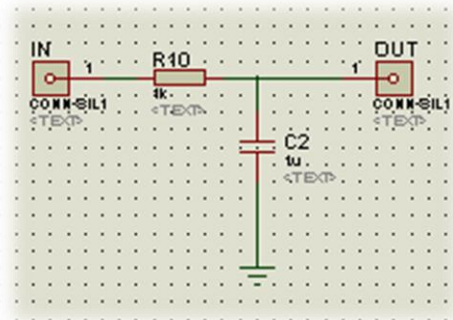 IN
1
CONN-SIL1
<TEXT>
R10
1k
<TEXT>
1
OUT
CONN-SIL1
<TEXT>
C2
1u
<TEXT>